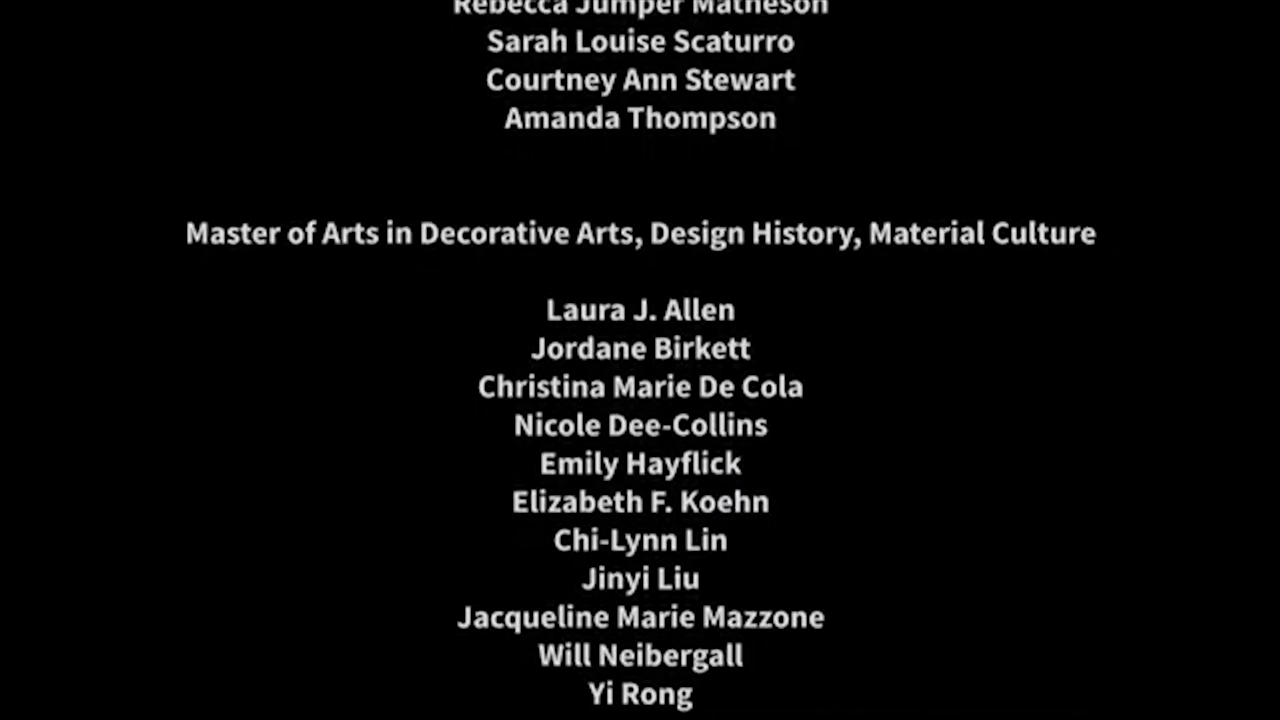 Rebecca Jumper Matheson
Sarah Louise Scaturro
Courtney Ann Stewart
Amanda Thompson
Master of Arts in Decorative Arts, Design History, Material Culture
Laura J. Allen
Jordane Birkett
Christina Marie De Cola
Nicole Dee-Collins
Emily Hayflick
Elizabeth F. Koehn
Chi-Lynn Lin
Jinyi Liu
Jacqueline Marie Mazzone
Will Neibergall
Yi Rong